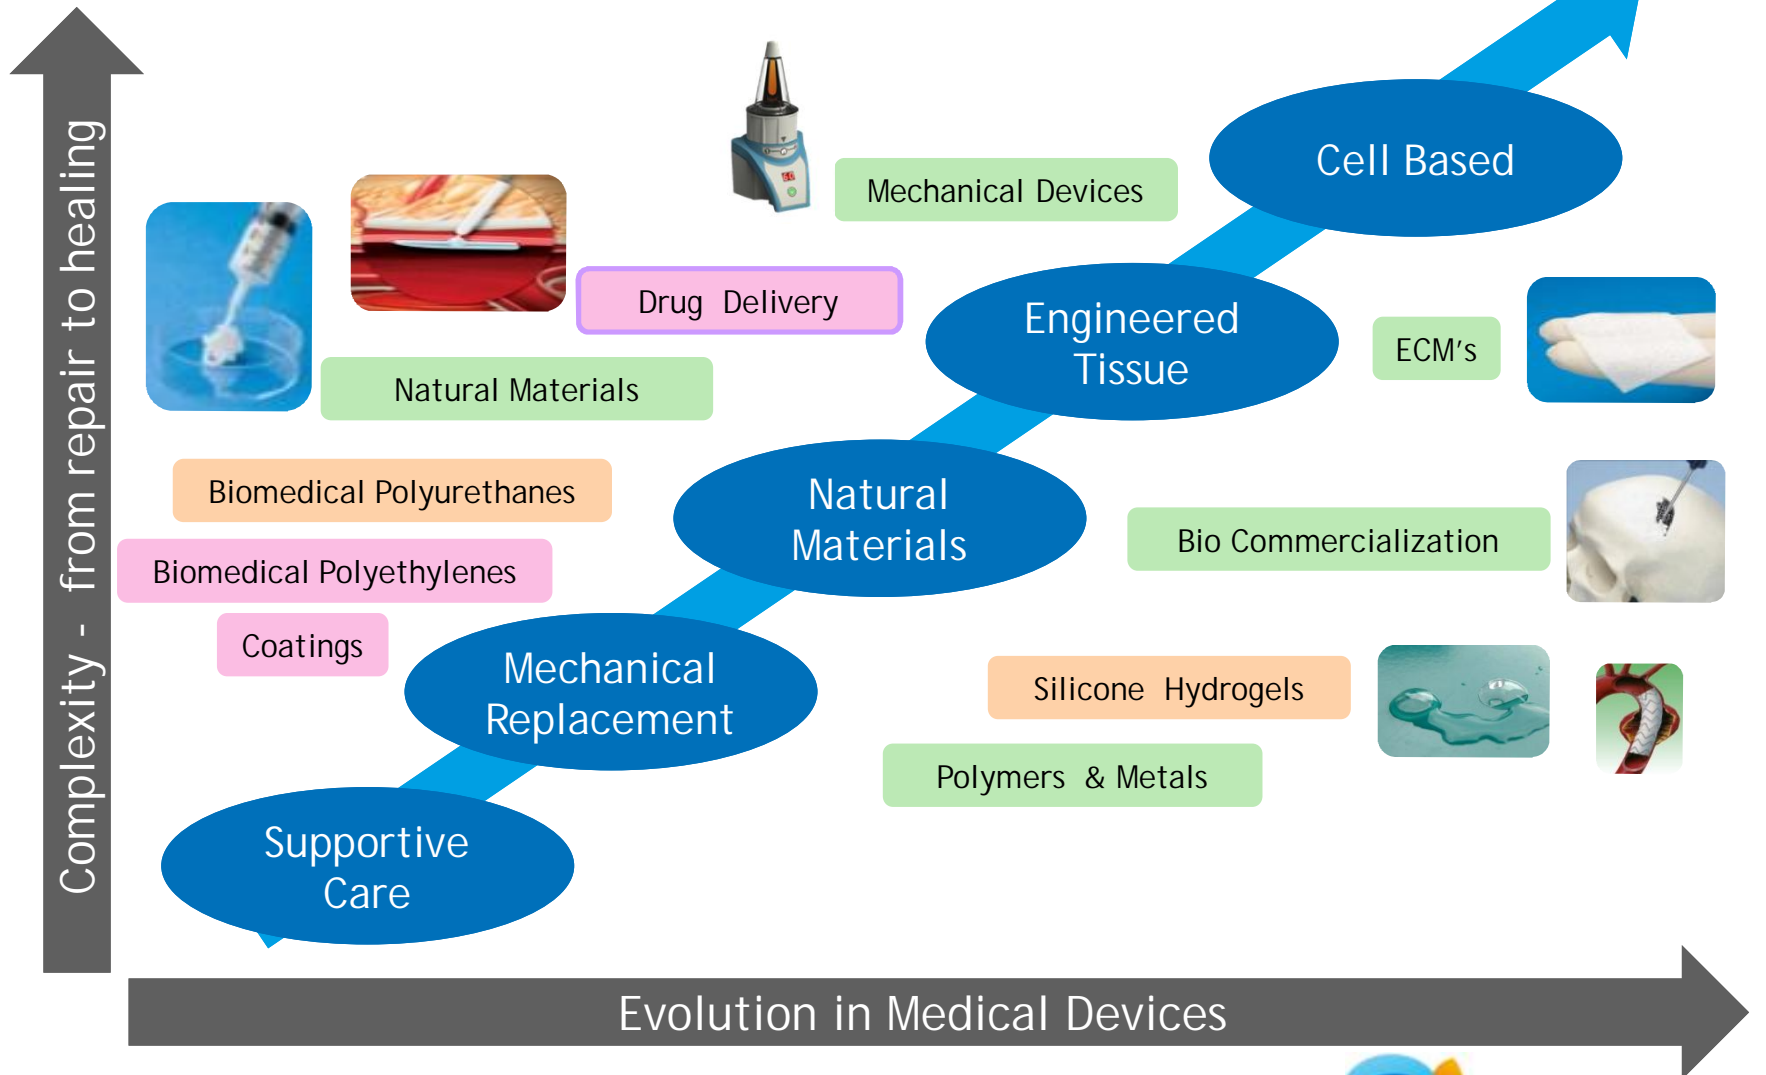 Complexity - from repair to healing
Cell Based
Mechanical Devices
60
Drug Delivery
Engineered
Tissue
ECM's
Natural Materials
Biomedical Polyurethanes
Natural
Materials
Bio Commercialization
Biomedical Polyethylenes
Coatings
Mechanical
Replacement
Silicone Hydrogels
Polymers & Metals
Supportive
Care
Evolution in Medical Devices